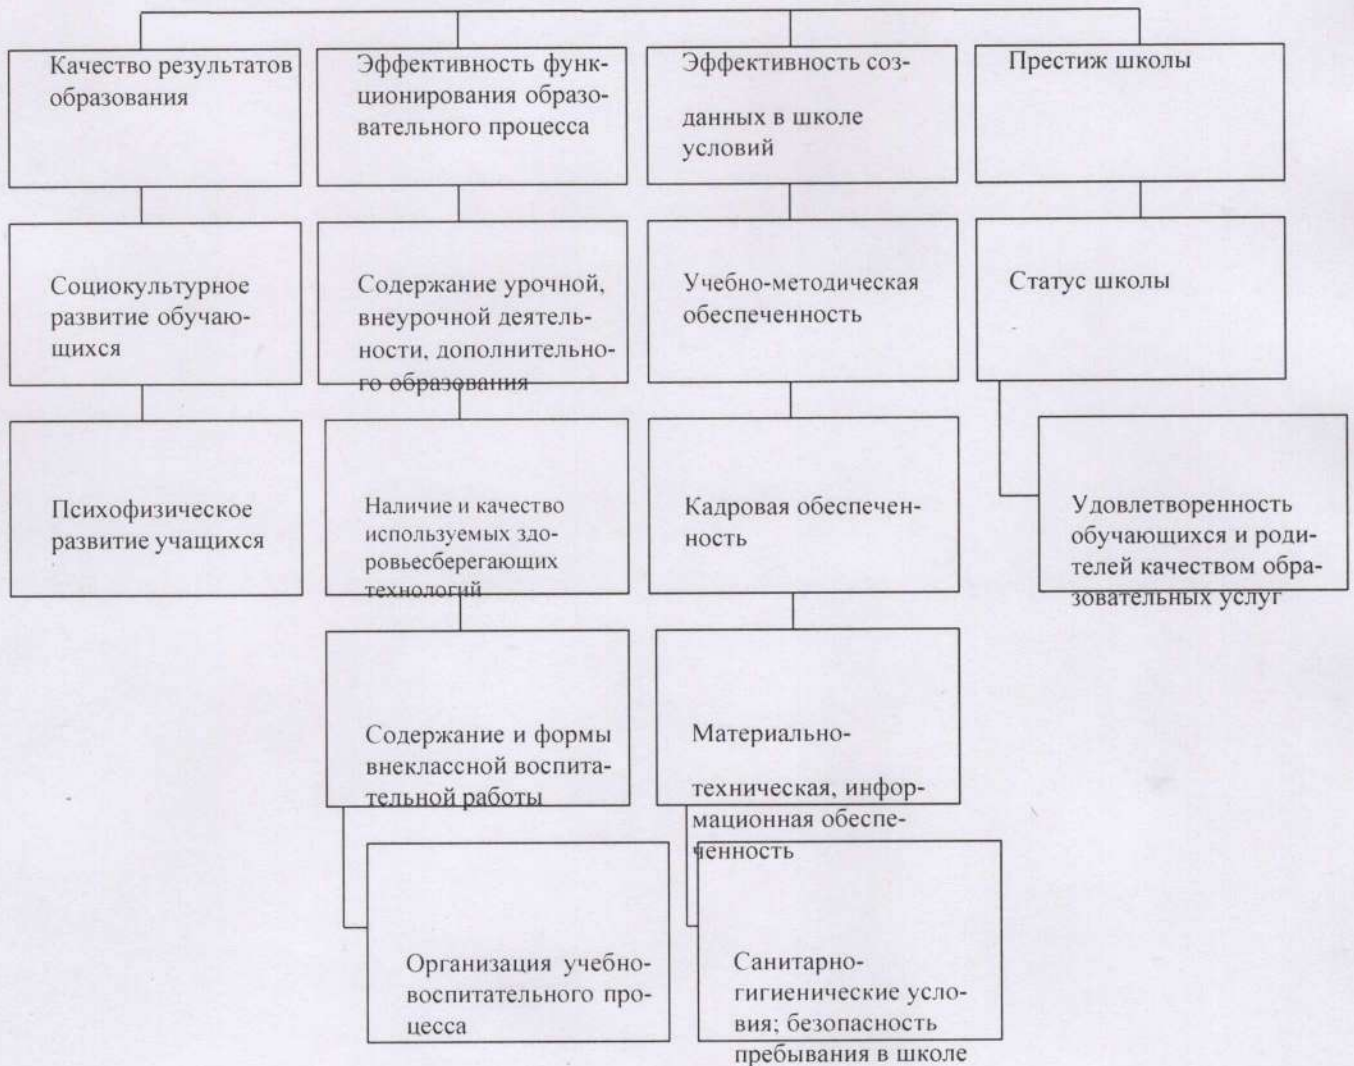 Качество результатов
образования
Эффективность функ-
ционирования образо-
вательного процесса
Эффективность соз-
данных в школе
условий
Престиж школы
Социокультурное
развитие обучаю-
щихся
Содержание урочной,
внеурочной деятель-
ности, дополнительно-
го образования
Учебно-методическая
обеспеченность
Статус школы
Психофизическое
развитие учащихся
Наличие и качество
используемых здо-
ровьесберегающих
технологий
Кадровая обеспечен-
ность
Удовлетворенность
обучающихся и роди-
телей качеством обра-
зовательных услуг
Содержание и формы
внеклассной воспита-
тельной работы
Материально-
техническая, инфор-
мационная обеспе-
ченность
Организация учебно-
воспитательного про-
цесса
Санитарно-
гигиенические усло-
вия; безопасность
пребывания в школе